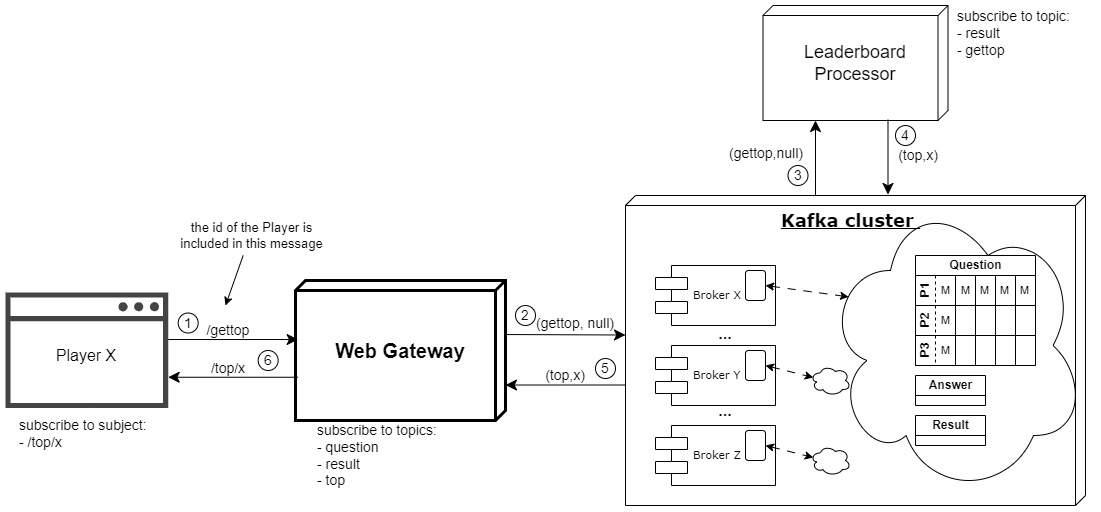 Leaderboard
Processor
subscribe to topic:
- result
- gettop
(gettop,null)
3
4
(top,x)
the id of the Player is
included in this message
Player X
1
/gettop
/top/x
6
subscribe to subject:
- /top/x
Web Gateway
subscribe to topics:
- question
- result
- top
2
(gettop, null)
(top,x)
5
Kafka cluster
Broker X
...
Broker Y
...
Broker Z
Question
P1 M M M M M
P2 M
P3 M
Answer
Result